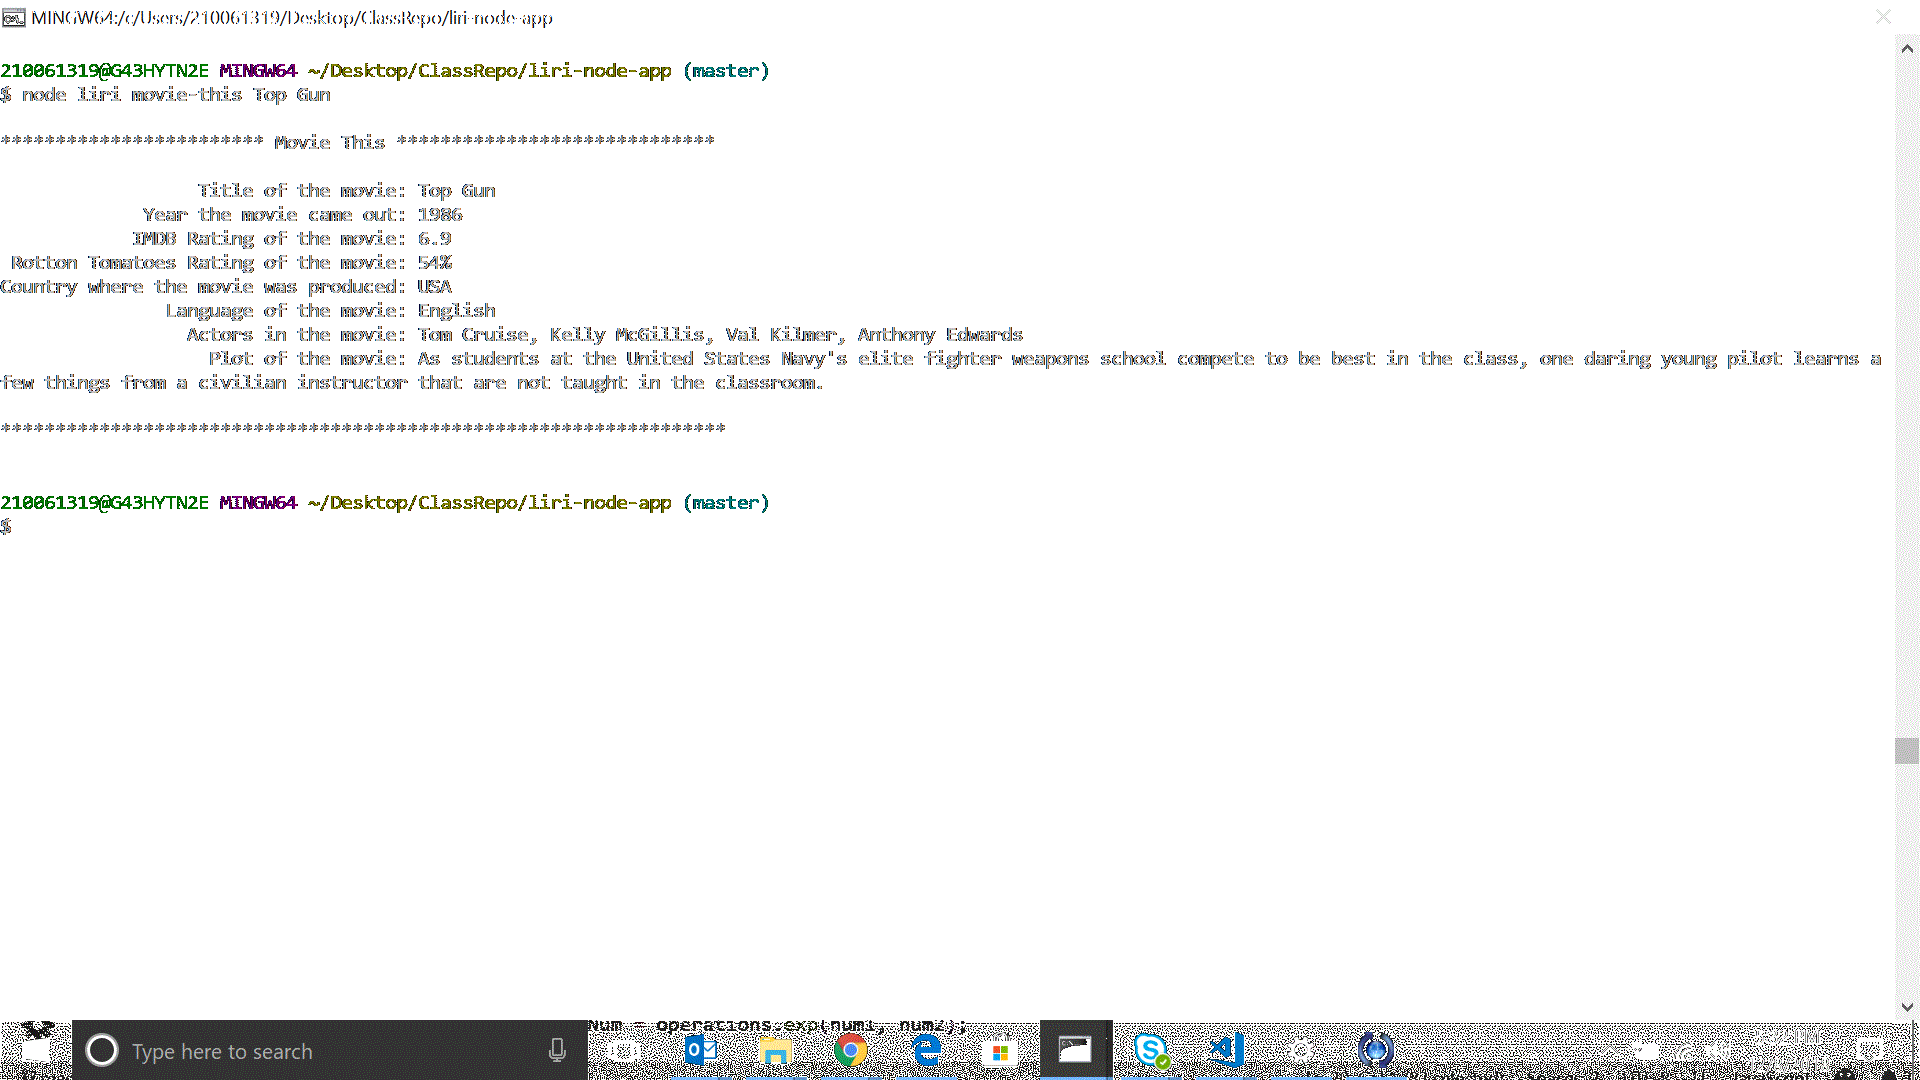 MINGW64:/c/Users/210061319/Desktop/ClassRepo/liri-node-app
210061319@G43HYTN2E MINGW64 ~/Desktop/ClassRepo/liri-node-app (master)
$ node liri movie-this Top Gun
************************ Movie This *****************************
Title of the movie: Top Gun
Year the movie came out: 1986
IMDB Rating of the movie: 6.9
Rotton Tomatoes Rating of the movie: 54%
Country where the movie was produced: USA
Language of the movie: English
Actors in the movie: Tom Cruise, Kelly McGillis, Val Kilmer, Anthony Edwards
Plot of the movie: As students at the United States Navy's elite fighter weapons school compete to be best in the class, one daring young pilot learns a
few things from a civilian instructor that are not taught in the classroom.
******************************************************************
210061319@G43HYTN2E MINGW64 ~/Desktop/ClassRepo/liri-node-app (master)
$
Num = operations.exp(num1, num2);
Type here to search